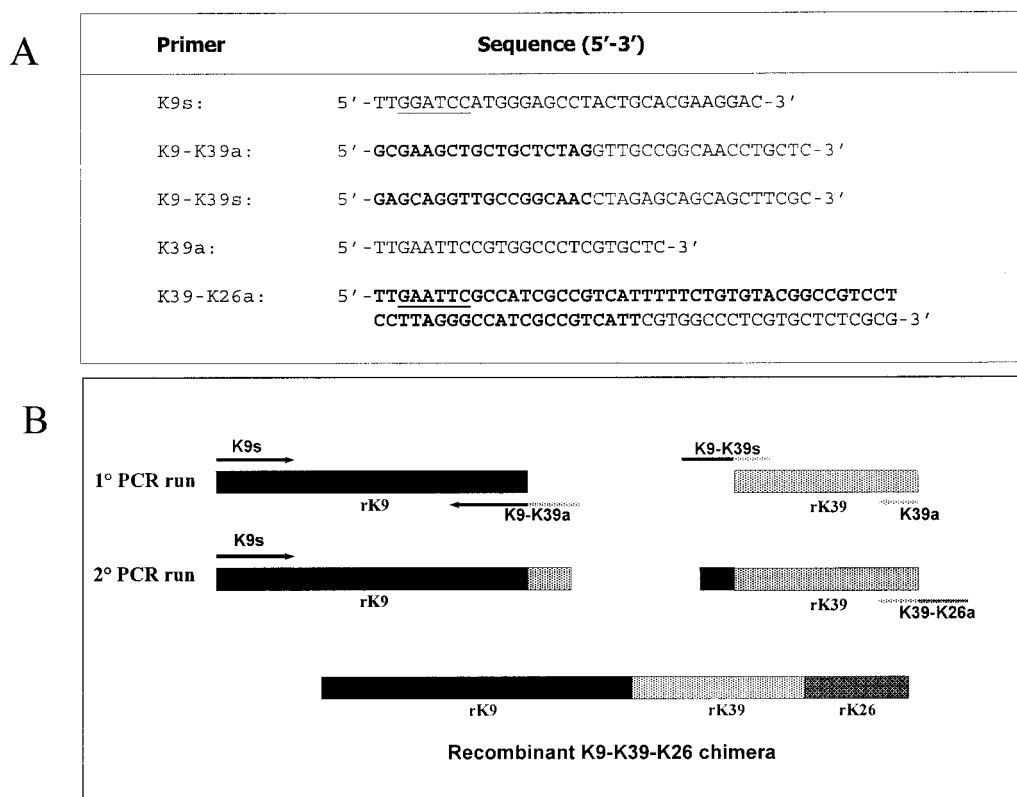 A
Primer Sequence (5'-3')
K9s: 5'-TTGGATCCATGGGAGCCTACTGCACGAAGGAC-3'
K9-K39a: 5'-GCGAAGCTGCTGCTCTAGGTTGCCGGCAACCTGCTC-3'
K9-K39s: 5'-GAGCAGGTTGCCGGCAACCTAGAGCAGCAGCTTCGC-3'
K39a: 5'-TTGAATTCCGTGGCCCTCGTGCTC-3'
K39-K26a: 5'-TTGAATTCGCCATCGCCGTCATTTTTCTGTGTACGGCCGTCCT
CCTTAGGGCCATCGCCGTCATTCGTGGCCCTCGTGCTCTCGCG-3'
B
K9s K9-K39s
1° PCR run
rK9 K9-K39a rK39 K39a
K9s
2° PCR run
rK9 rK39 K39-K26a
rK9 rK39 rK26
Recombinant K9-K39-K26 chimera